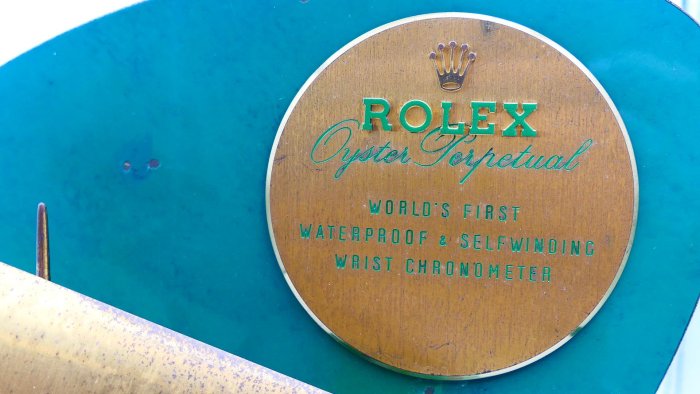 ROLEX
Oyster Perpetual
WORLD'S FIRST
WATERPROOF & SELFWINDING
WRIST CHRONOMETER